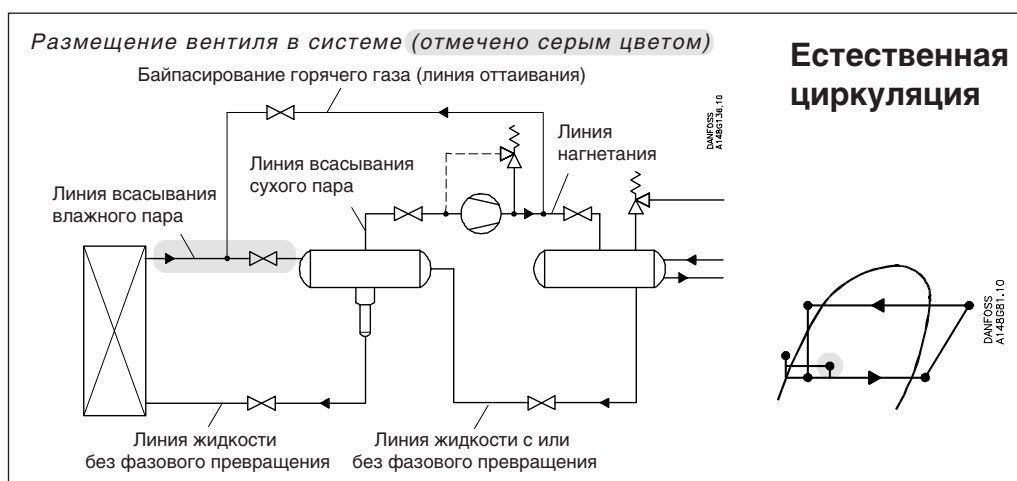 Размещение вентиля в системе (отмечено серым цветом)
Естественная
циркуляция
Байпасирование горячего газа (линия оттаивания)
DANFOSS
A148G136.10
Линия
нагнетания
Линия всасывания
сухого пара
Линия всасывания
влажного пара
DANFOSS
A148G81.10
Линия жидкости
без фазового превращения
Линия жидкости с или
без фазового превращения